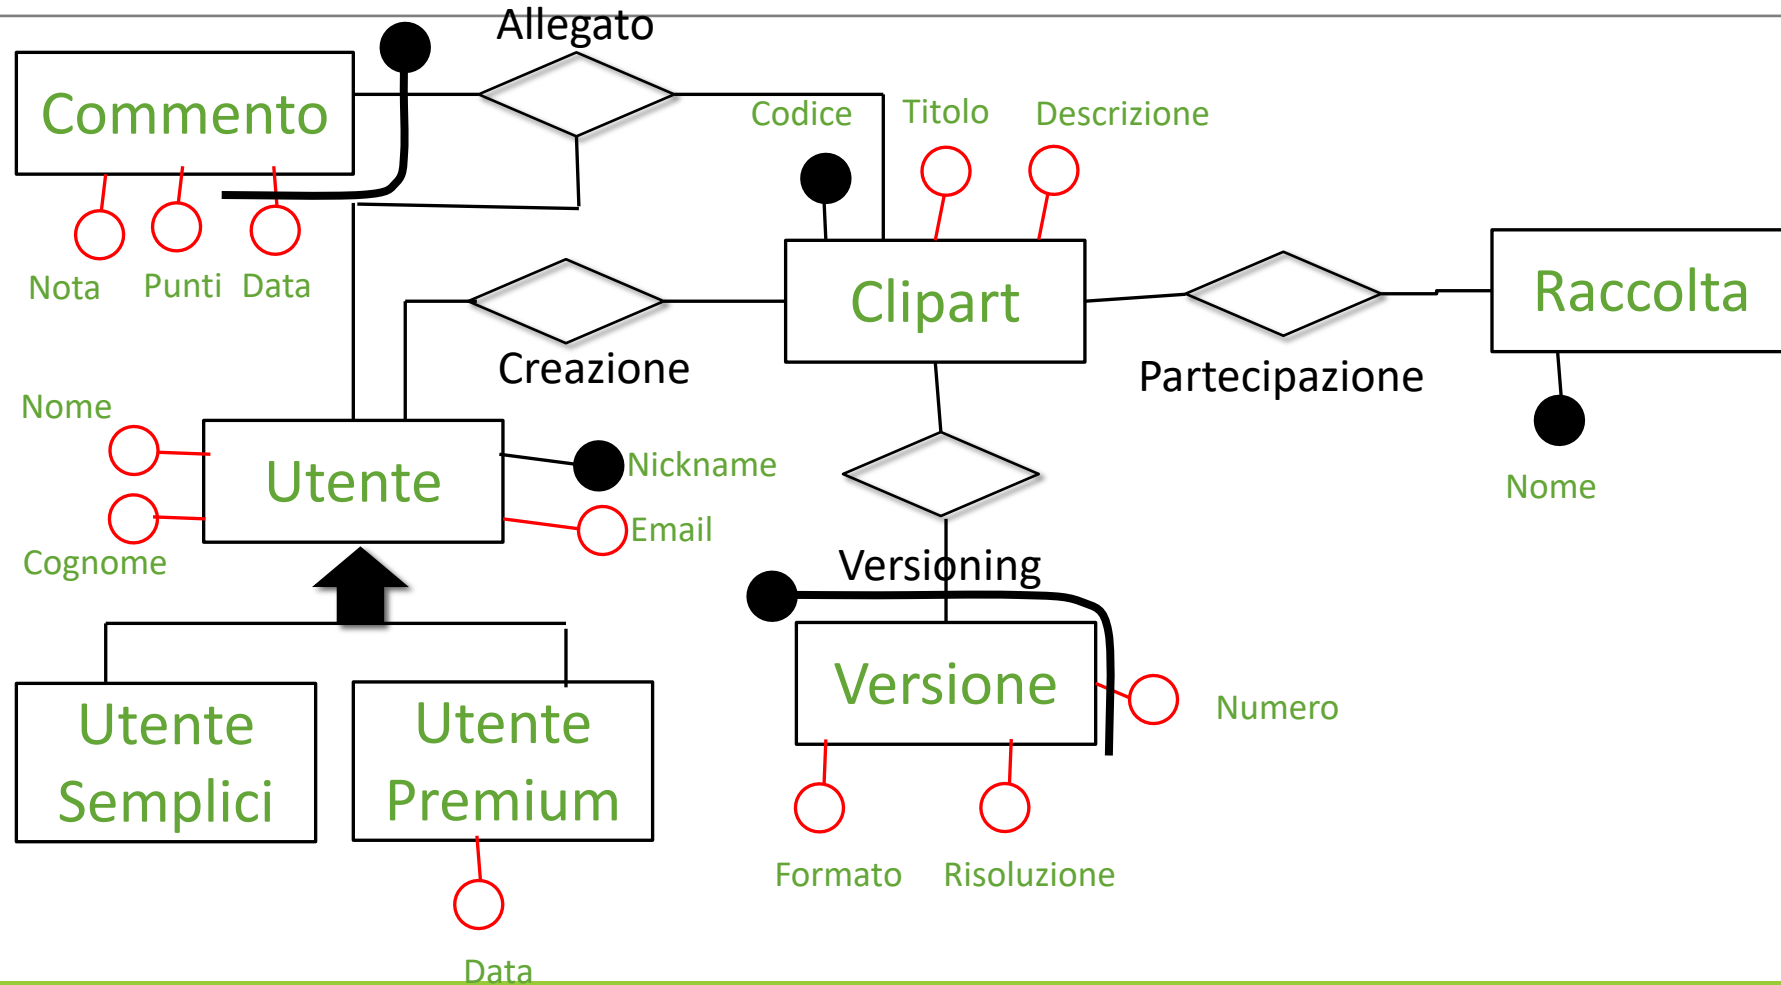 Allegato
Commento
Codice
Titolo
Descrizione
Nota
Punti
Data
Clipart
Raccolta
Creazione
Partecipazione
Nome
Utente
Nickname
Email
Cognome
Nome
Versioning
Versione
Numero
Utente
Semplici
Utente
Premium
Formato
Risoluzione
Data